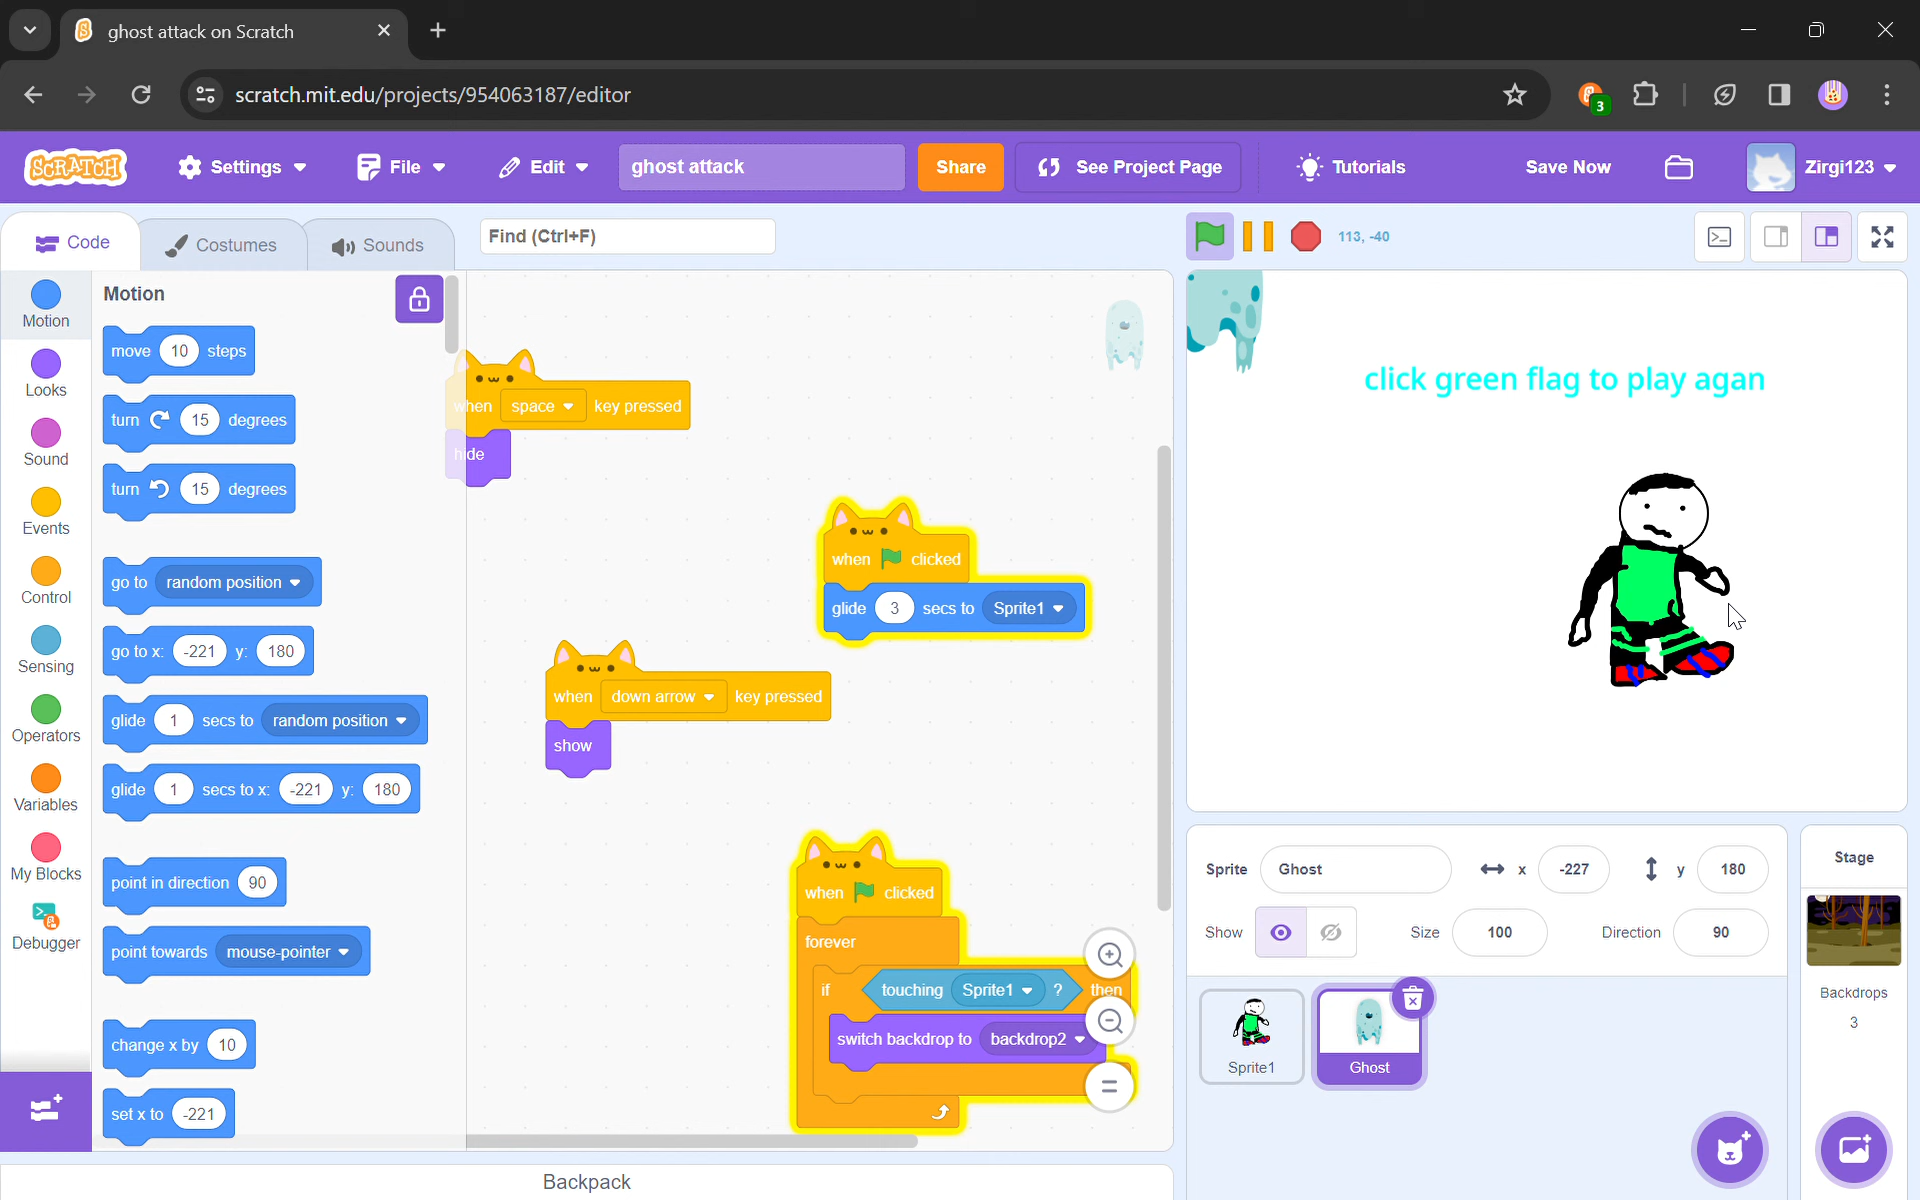 ghost attack on Scratch
scratch.mit.edu/projects/954063187/editor
3
SCRATCH
Settings
File
Edit
ghost attack
Share
See Project Page
Tutorials
Save Now
Zirgi123
Code
Costumes
Sounds
Find (Ctrl+F)
113, -40
Motion
Looks
Sound
Events
Control
Sensing
Operators
Variables
My Blocks
Debugger
Motion
move 10 steps
turn 15 degrees
turn 15 degrees
go to random position
go to x: -221 y: 180
glide 1 secs to random position
glide 1 secs to x: -221 y: 180
point in direction 90
point towards mouse-pointer
change x by 10
set x to -221
when space key pressed
hide
when clicked
glide 3 secs to Sprite1
when down arrow key pressed
show
when clicked
forever
if touching Sprite1 ? then
switch backdrop to backdrop2
click green flag to play agan
Sprite Ghost x -227 y 180
Show Size 100 Direction 90
Sprite1
Ghost
Stage
Backdrops
3
Backpack